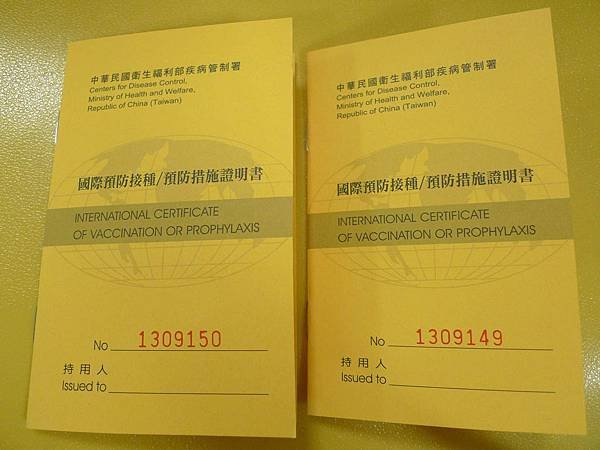 中華民國衛生福利部疾病管制署
Centers for Disease Control,
Ministry of Health and Welfare,
Republic of China (Taiwan)
國際預防接種/預防措施證明書
INTERNATIONAL CERTIFICATE
OF VACCINATION OR PROPHYLAXIS
No 1309150
持用人
Issued to
中華民國衛生福利部疾病管制署
Centers for Disease Control,
Ministry of Health and Welfare,
Republic of China (Taiwan)
國際預防接種/預防措施證明書
INTERNATIONAL CERTIFICATE
OF VACCINATION OR PROPHYLAXIS
No 1309149
持用人
Issued to